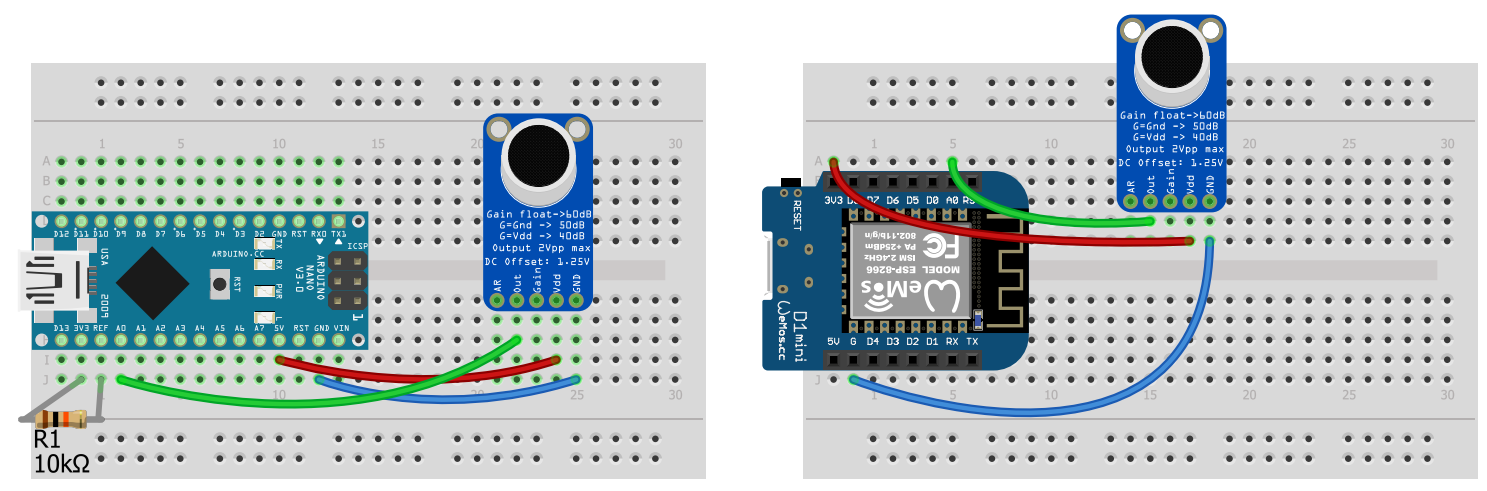 1 5 10 15 20 25 30
A
B
D12 D11 D10 D9 D8 D7 D6 D5 D4 D3 D2 GND RST RX0 TX1
USA
2009
ARDUINO.CC
RST
TX
RX
PWR
L
ARDUINO
NANO
V3.0
ICSP
1
D13 3V3 REF A0 A1 A2 A3 A4 A5 A6 A7 5V RST GND VIN
I
J
10 20 25 30
R1
10kΩ
Gain float->60dB
G=Gnd -> 50dB
G=Vdd -> 40dB
Output 2Vpp max
DC Offset: 1.25V
AR Out Gain Vdd GND
1 5 10 15 25 30
A
RESET
3V3 D7 D6 D5 D0 A0
MODEL ESP-8266
ISM 2.4GHz
PA +25dBm
802.11b/g/n
FC
WeMos
D1mini
WeMos.cc
5V G D4 D3 D2 D1 RX TX
J
1 5 15 20 25 30
Gain float->60dB
G=Gnd -> 50dB
G=Vdd -> 40dB
Output 2Vpp max
DC Offset: 1.25V
AR Out Gain Vdd GND